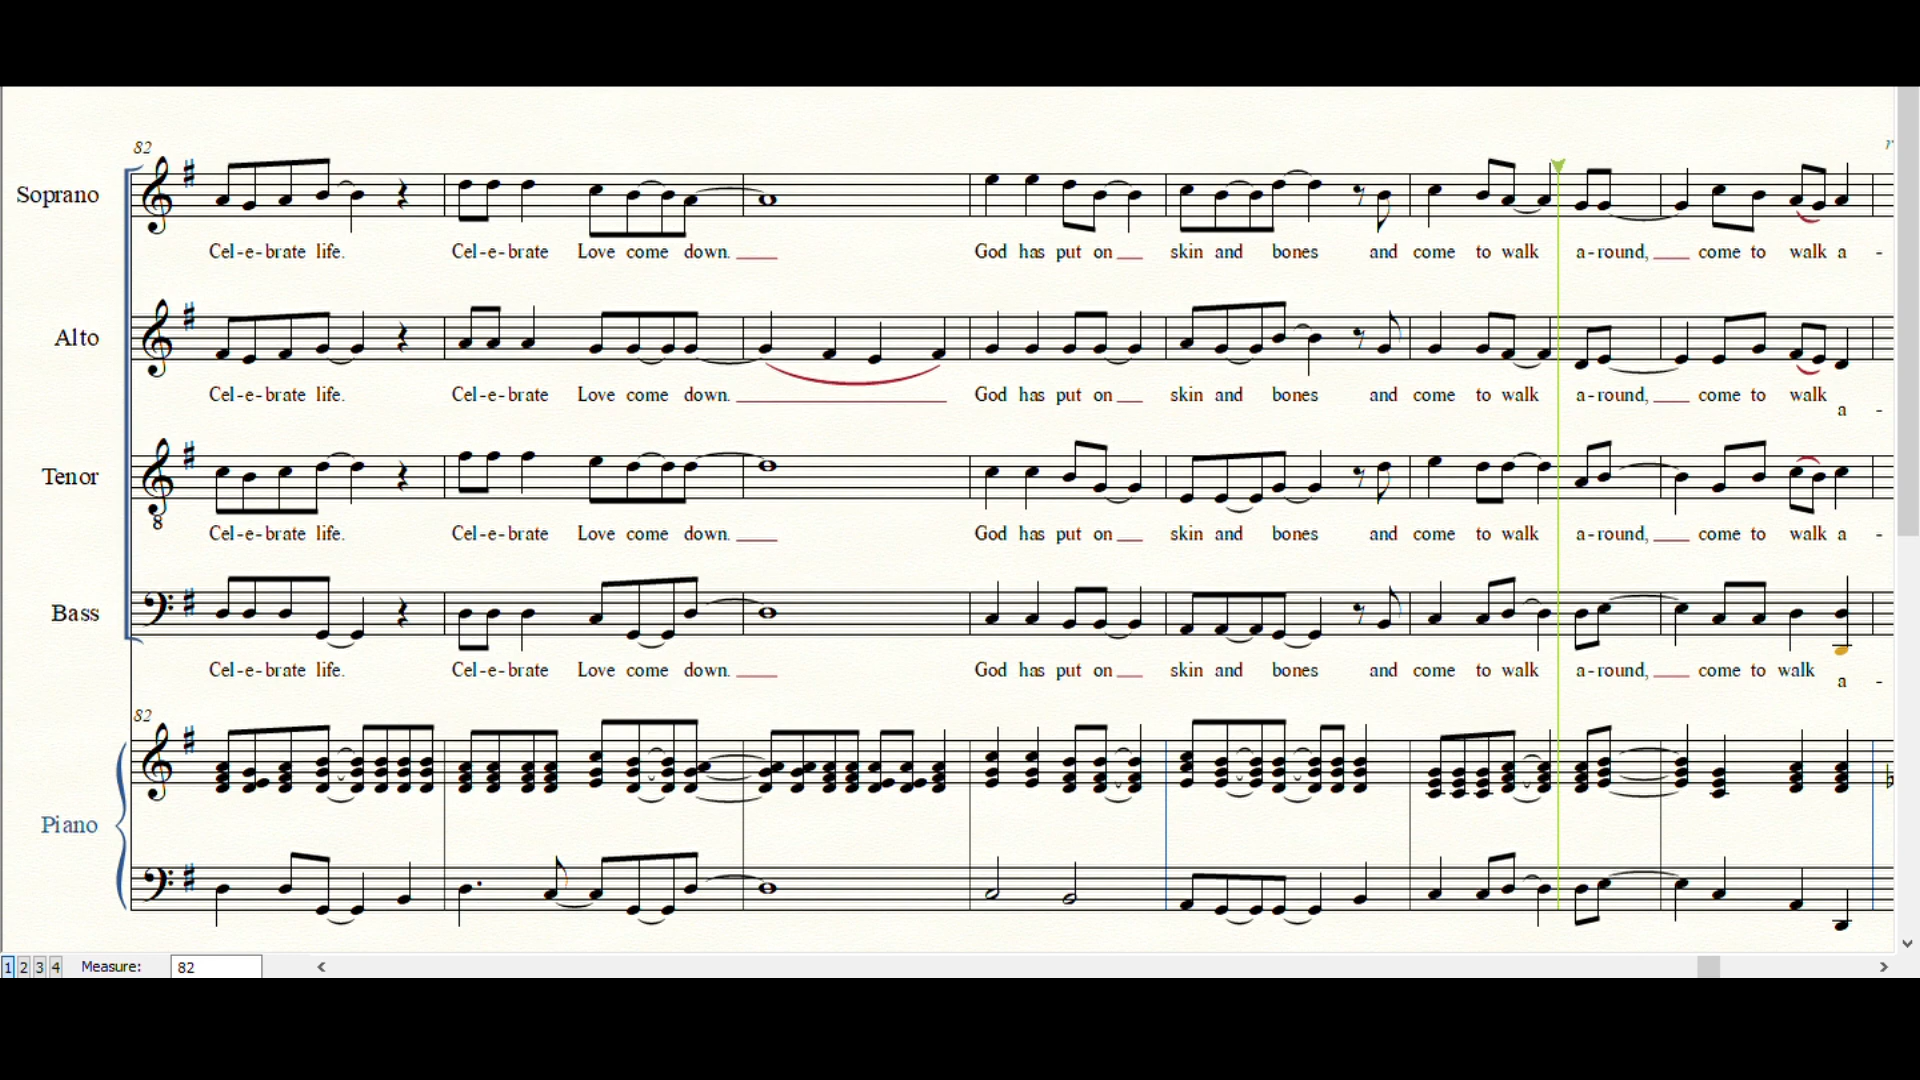 82
r
Soprano
Cel-e-brate life. Cel-e-brate Love come down. God has put on skin and bones and come to walk a-round, come to walk a -
Alto
Cel-e-brate life. Cel-e-brate Love come down. God has put on skin and bones and come to walk a-round, come to walk a -
Tenor
8
Cel-e-brate life. Cel-e-brate Love come down. God has put on skin and bones and come to walk a-round, come to walk a -
Bass
Cel-e-brate life. Cel-e-brate Love come down. God has put on skin and bones and come to walk a-round, come to walk a -
82
Piano
1 2 3 4 Measure: 82